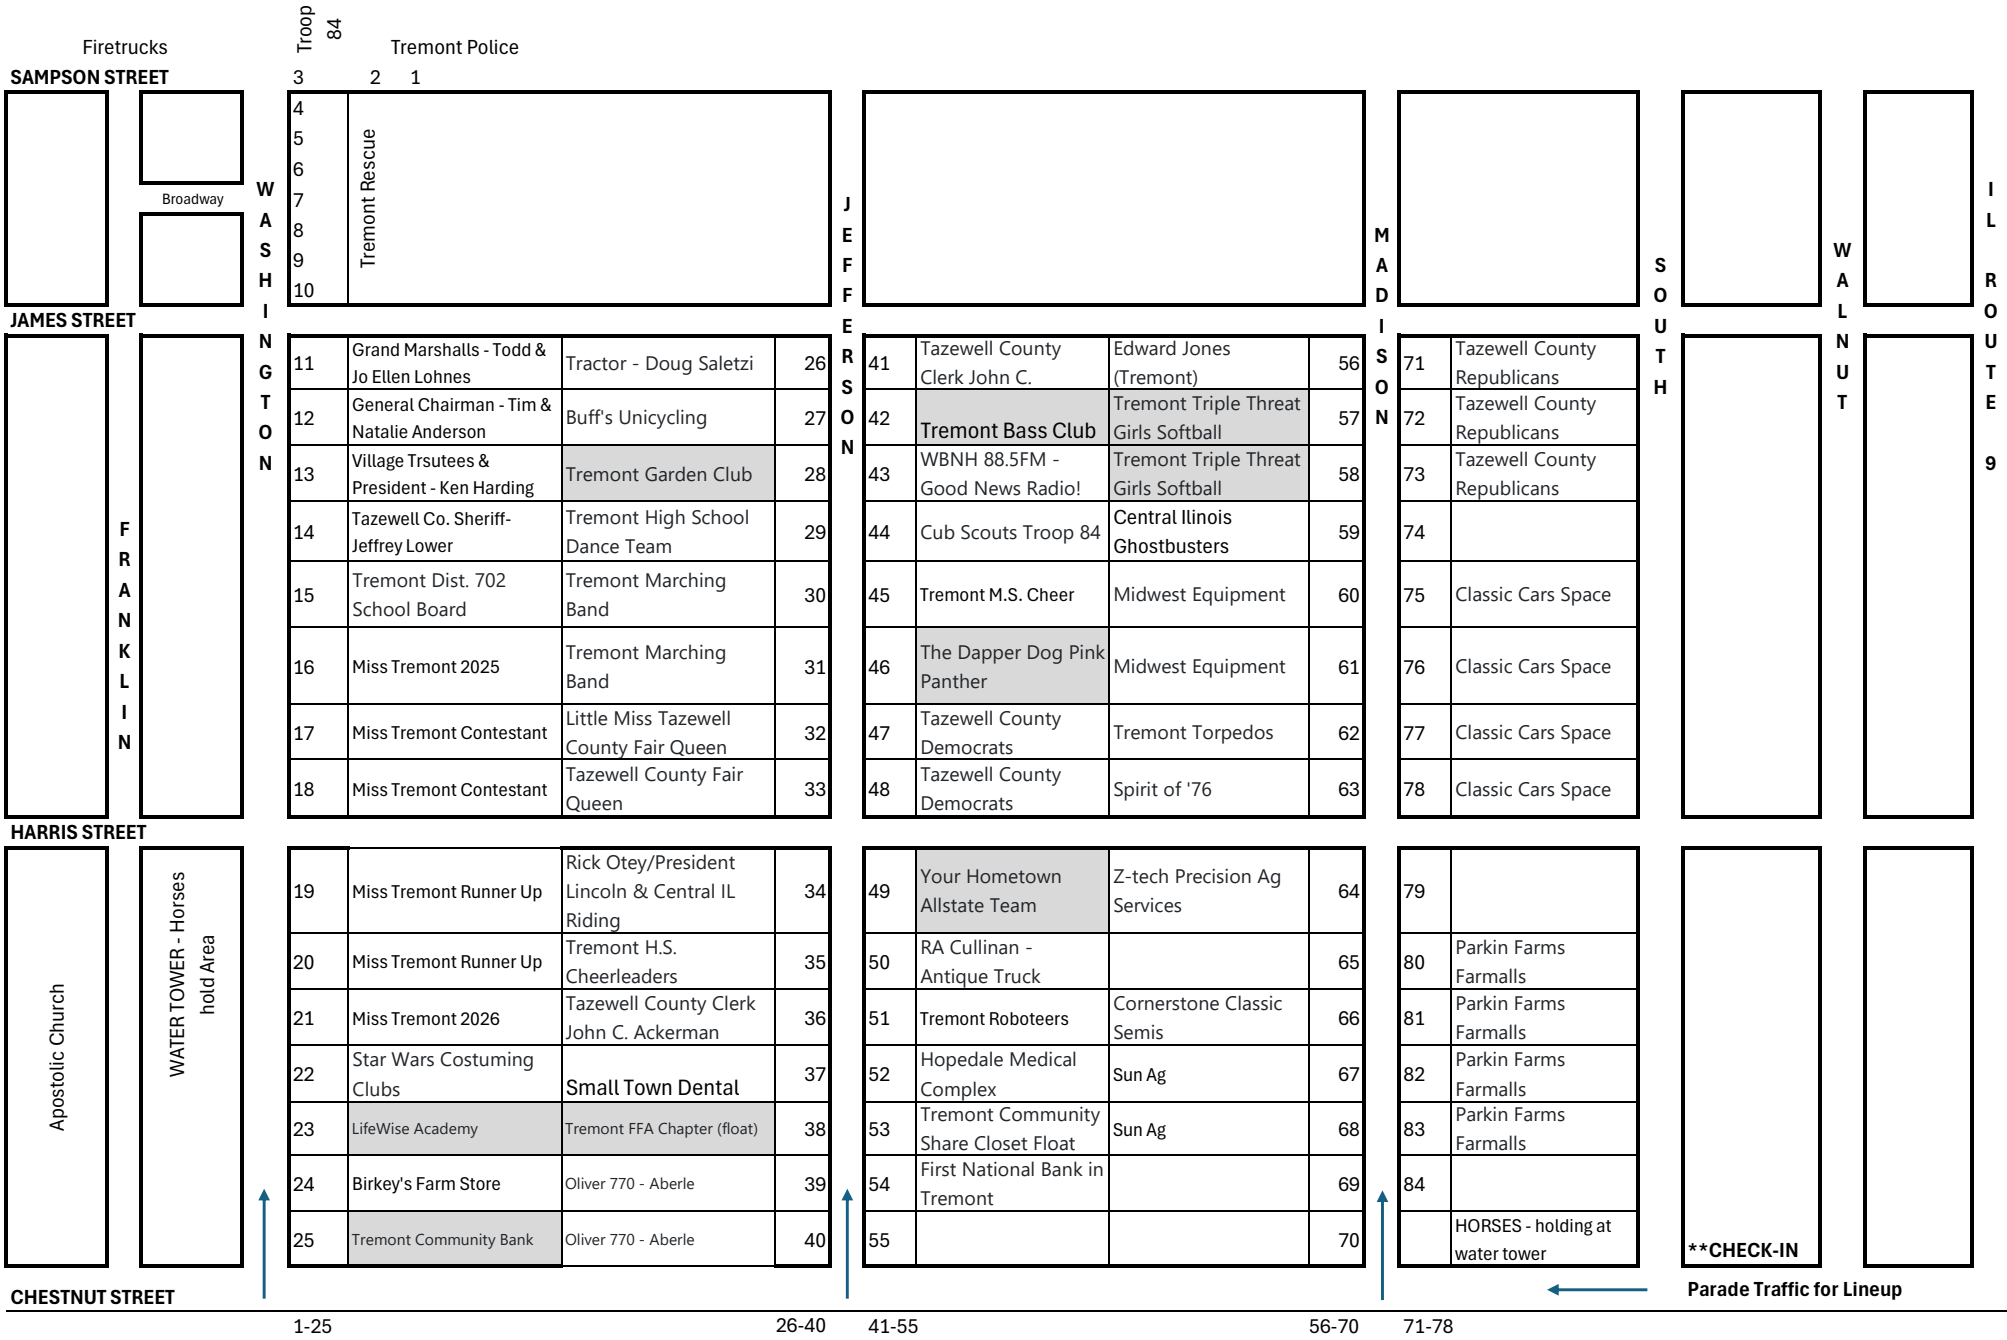 Firetrucks
Troop
84
Tremont Police
SAMPSON STREET
3
2
1
4
5
6
7
8
9
10
Tremont Rescue
Broadway
WASHINGTON
JEFFERSON
MADISON
SOUTH
WALNUT
IL ROUTE 9
JAMES STREET
FRANKLIN
11
Grand Marshalls - Todd &
Jo Ellen Lohnes
Tractor - Doug Saletzi
26
41
Tazewell County
Clerk John C.
Edward Jones
(Tremont)
56
71
Tazewell County
Republicans
12
General Chairman - Tim &
Natalie Anderson
Buff's Unicycling
27
42
Tremont Bass Club
Tremont Triple Threat
Girls Softball
57
72
Tazewell County
Republicans
13
Village Trsutees &
President - Ken Harding
Tremont Garden Club
28
43
WBNH 88.5FM -
Good News Radio!
Tremont Triple Threat
Girls Softball
58
73
Tazewell County
Republicans
14
Tazewell Co. Sheriff-
Jeffrey Lower
Tremont High School
Dance Team
29
44
Cub Scouts Troop 84
Central Ilinois
Ghostbusters
59
74
15
Tremont Dist. 702
School Board
Tremont Marching
Band
30
45
Tremont M.S. Cheer
Midwest Equipment
60
75
Classic Cars Space
16
Miss Tremont 2025
Tremont Marching
Band
31
46
The Dapper Dog Pink
Panther
Midwest Equipment
61
76
Classic Cars Space
17
Miss Tremont Contestant
Little Miss Tazewell
County Fair Queen
32
47
Tazewell County
Democrats
Tremont Torpedos
62
77
Classic Cars Space
18
Miss Tremont Contestant
Tazewell County Fair
Queen
33
48
Tazewell County
Democrats
Spirit of '76
63
78
Classic Cars Space
HARRIS STREET
Apostolic Church
WATER TOWER - Horses
hold Area
19
Miss Tremont Runner Up
Rick Otey/President
Lincoln & Central IL
Riding
34
49
Your Hometown
Allstate Team
Z-tech Precision Ag
Services
64
79
20
Miss Tremont Runner Up
Tremont H.S.
Cheerleaders
35
50
RA Cullinan -
Antique Truck
65
80
Parkin Farms
Farmalls
21
Miss Tremont 2026
Tazewell County Clerk
John C. Ackerman
36
51
Tremont Roboteers
Cornerstone Classic
Semis
66
81
Parkin Farms
Farmalls
22
Star Wars Costuming
Clubs
Small Town Dental
37
52
Hopedale Medical
Complex
Sun Ag
67
82
Parkin Farms
Farmalls
23
LifeWise Academy
Tremont FFA Chapter (float)
38
53
Tremont Community
Share Closet Float
Sun Ag
68
83
Parkin Farms
Farmalls
24
Birkey's Farm Store
Oliver 770 - Aberle
39
54
First National Bank in
Tremont
69
84
25
Tremont Community Bank
Oliver 770 - Aberle
40
55
70
HORSES - holding at
water tower
**CHECK-IN
CHESTNUT STREET
Parade Traffic for Lineup
1-25
26-40
41-55
56-70
71-78